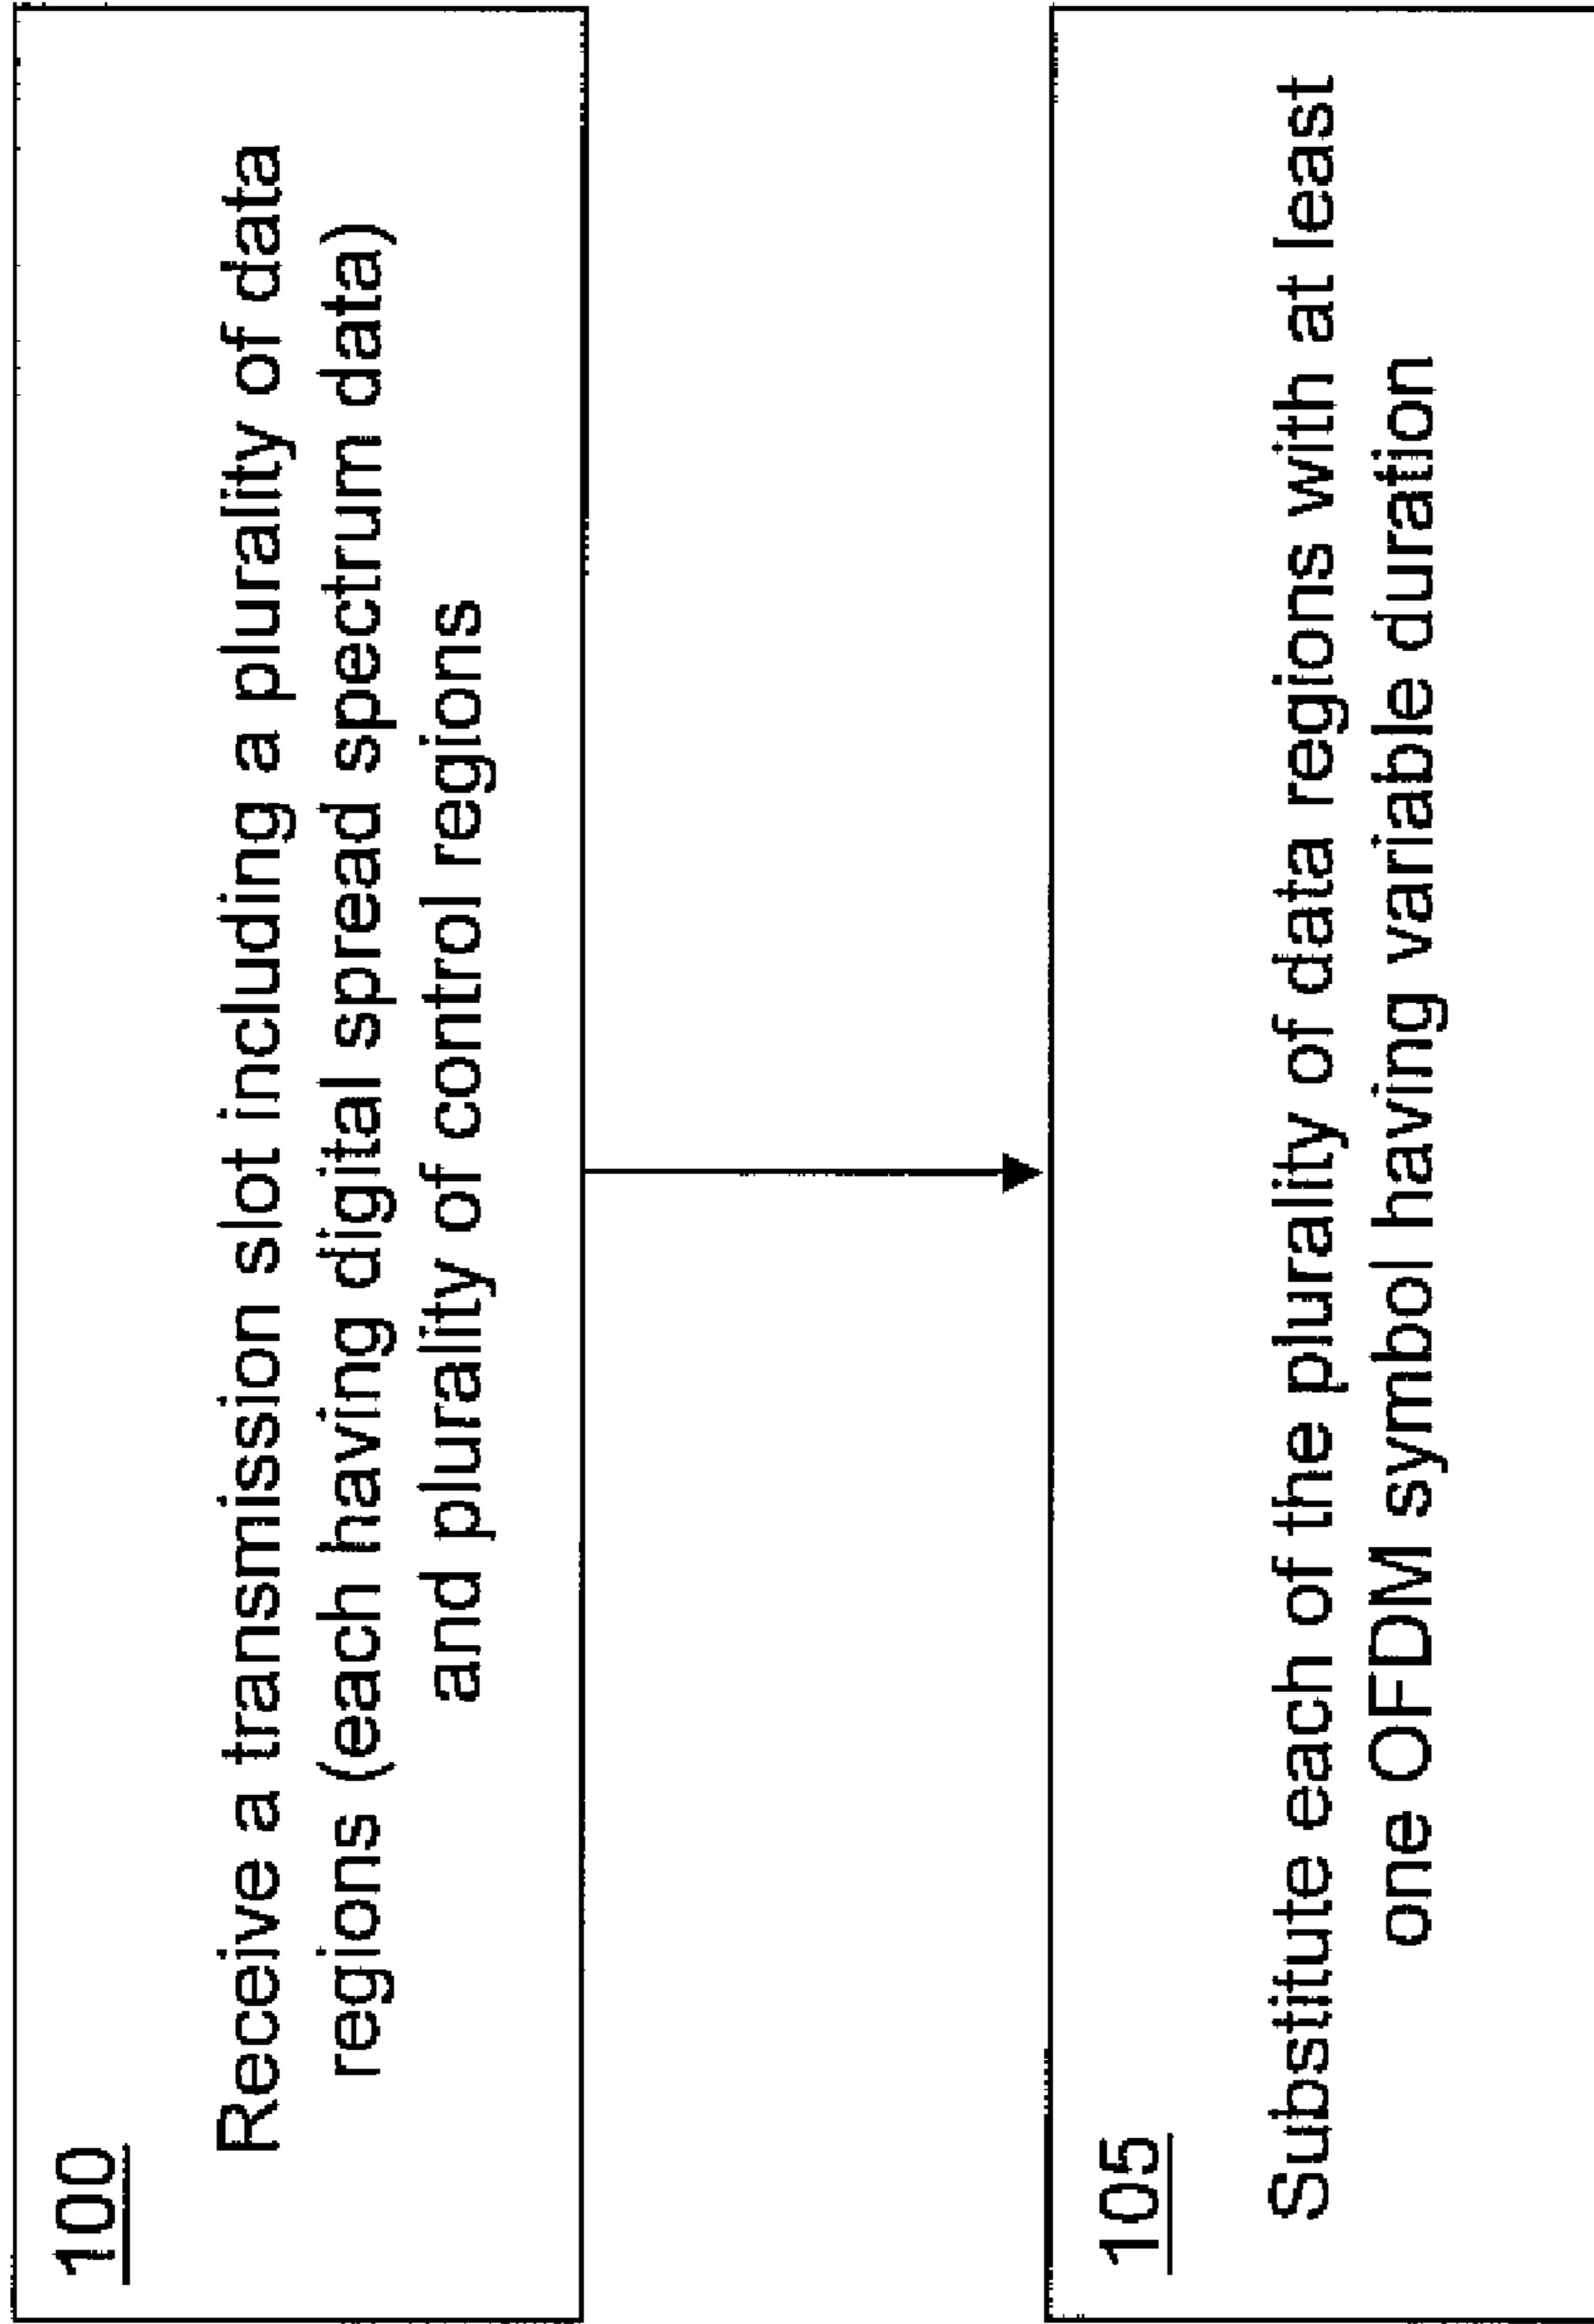 100
Receive a transmission slot including a plurality of data
regions (each having digital spread spectrum data)
and plurality of control regions
105
Substitute each of the plurality of data regions with at least
one OFDM symbol having variable duration